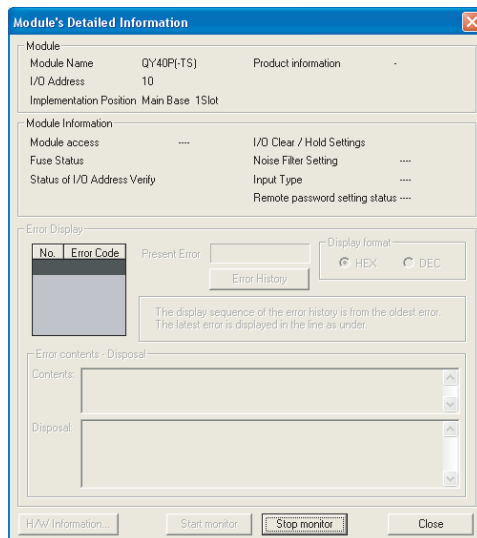 Module's Detailed Information
Module
Module Name QY40P(-TS) Product information -
I/O Address 10
Implementation Position Main Base 1Slot
Module Information
Module access ---- I/O Clear / Hold Settings
Fuse Status Noise Filter Setting ----
Status of I/O Address Verify Input Type ----
Remote password setting status ----
Error Display
No. Error Code Present Error Display format
HEX DEC
Error History
The display sequence of the error history is from the oldest error.
The latest error is displayed in the line as under.
Error contents - Disposal
Contents:
Disposal:
H/W Information... Start monitor Stop monitor Close